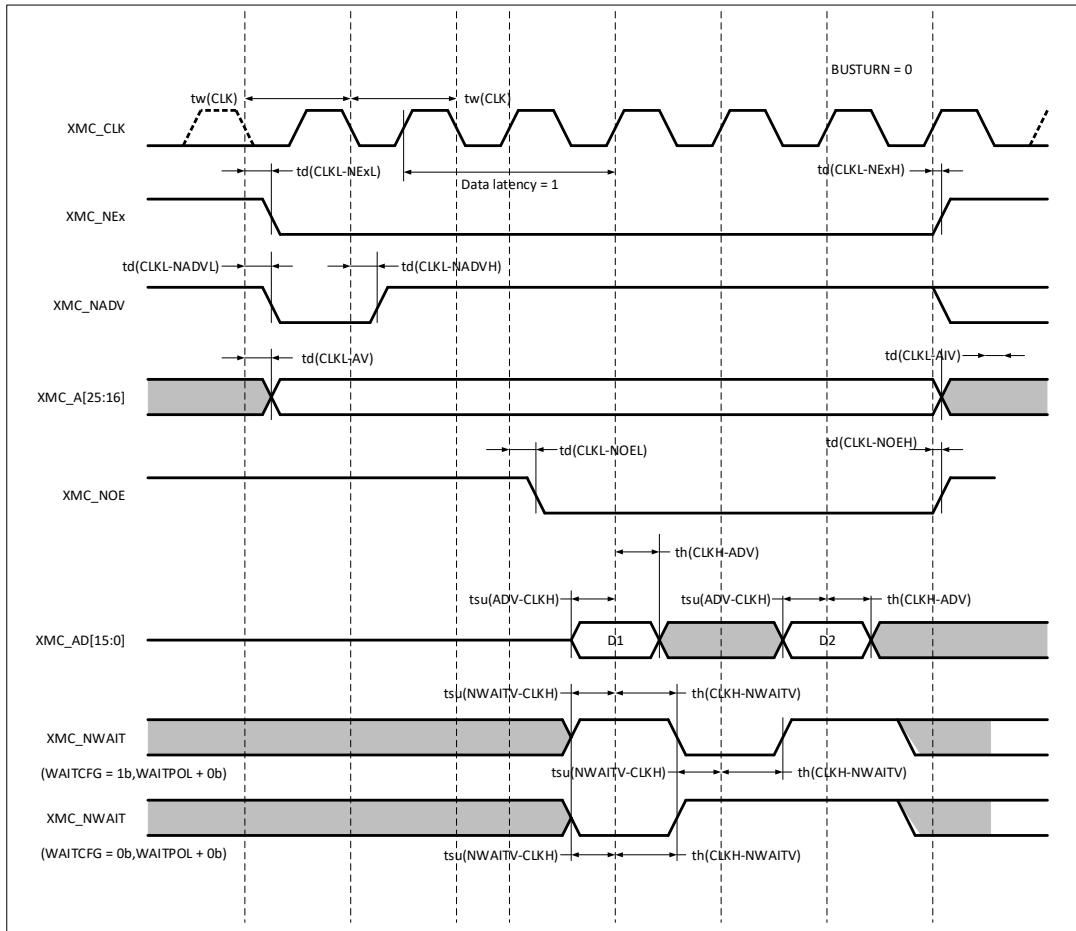 BUSTURN = 0
tw(CLK)
tw(CLK)
XMC_CLK
td(CLKL-NExL)
Data latency = 1
td(CLKL-NExH)
XMC_NEx
td(CLKL-NADVL)
td(CLKL-NADVH)
XMC_NADV
td(CLKL-AV)
td(CLKL-AIV)
XMC_A[25:16]
td(CLKL-NOEL)
td(CLKL-NOEH)
XMC_NOE
th(CLKH-ADV)
tsu(ADV-CLKH)
tsu(ADV-CLKH)
th(CLKH-ADV)
XMC_AD[15:0]
D1
D2
tsu(NWAITV-CLKH)
th(CLKH-NWAITV)
XMC_NWAIT
(WAITCFG = 1b,WAITPOL + 0b)
tsu(NWAITV-CLKH)
th(CLKH-NWAITV)
XMC_NWAIT
(WAITCFG = 0b,WAITPOL + 0b)
tsu(NWAITV-CLKH)
th(CLKH-NWAITV)